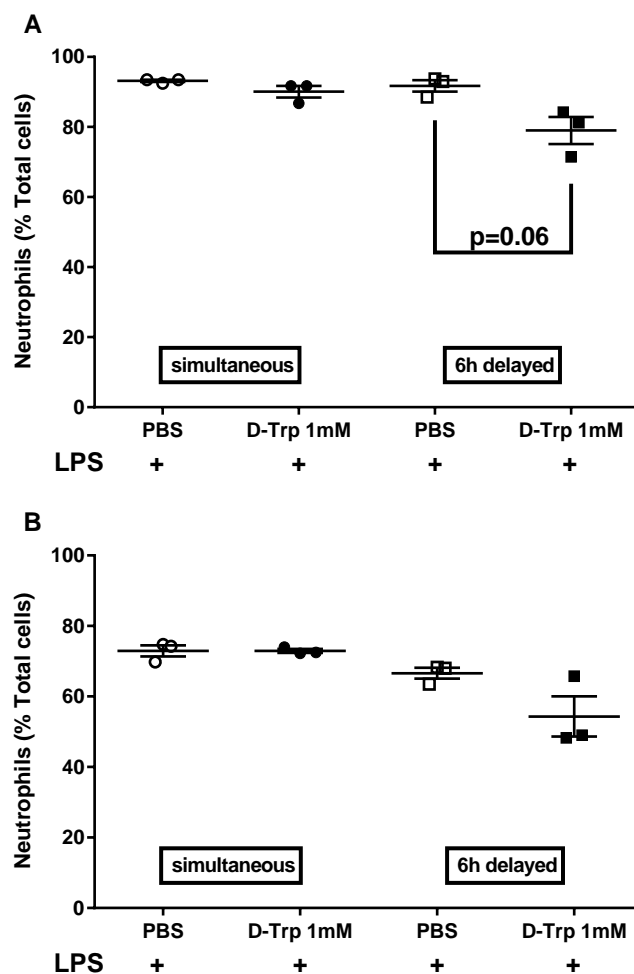 A
Neutrophils (% Total cells)
100
80
60
40
20
0
p=0.06
simultaneous 6h delayed
PBS D-Trp 1mM PBS D-Trp 1mM
LPS + + + +
B
Neutrophils (% Total cells)
100
80
60
40
20
0
simultaneous 6h delayed
PBS D-Trp 1mM PBS D-Trp 1mM
LPS + + + +